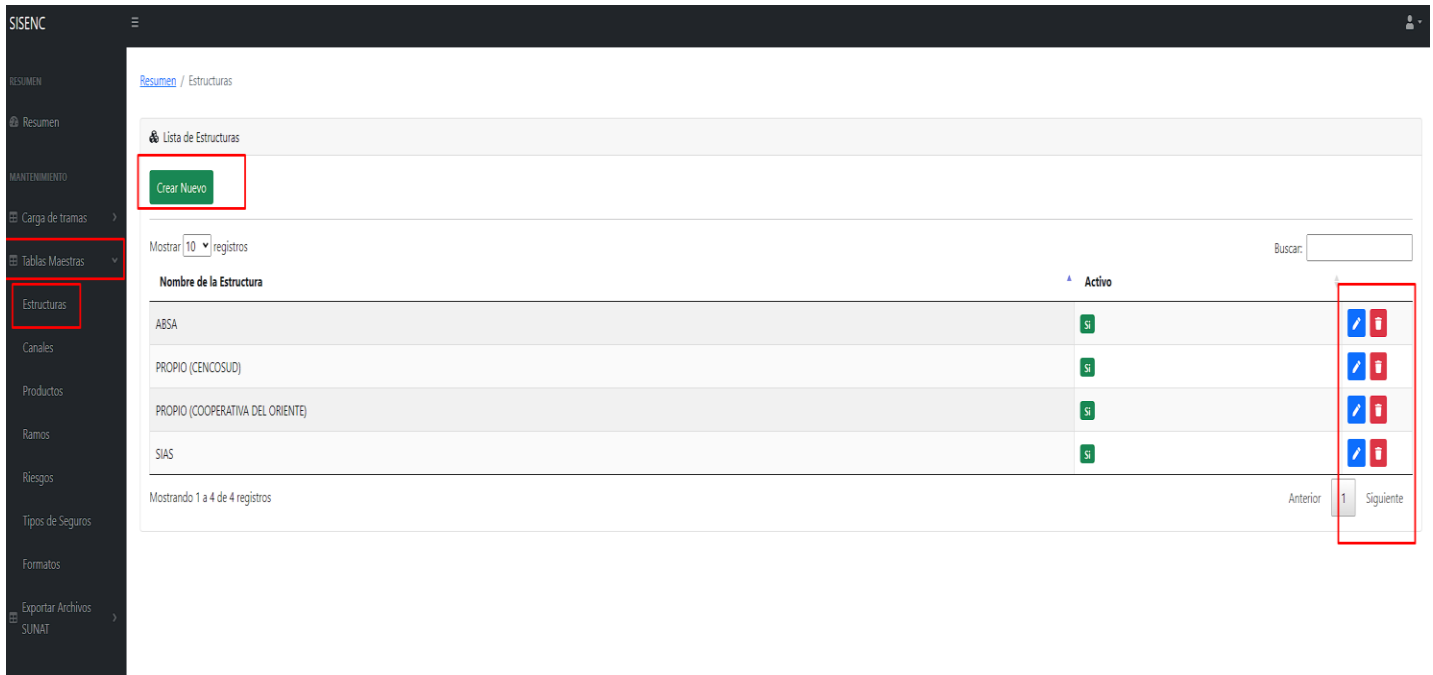 SISENC
RESUMEN
Resumen
MANTENIMIENTO
Carga de tramas
Tablas Maestras
Estructuras
Canales
Productos
Ramos
Riesgos
Tipos de Seguros
Formatos
Exportar Archivos
SUNAT
Resumen / Estructuras
Lista de Estructuras
Crear Nuevo
Mostrar 10 registros
Buscar:
Nombre de la Estructura Activo
ABSA Si
PROPIO (CENCOSUD) Si
PROPIO (COOPERATIVA DEL ORIENTE) Si
SIAS Si
Mostrando 1 a 4 de 4 registros
Anterior 1 Siguiente